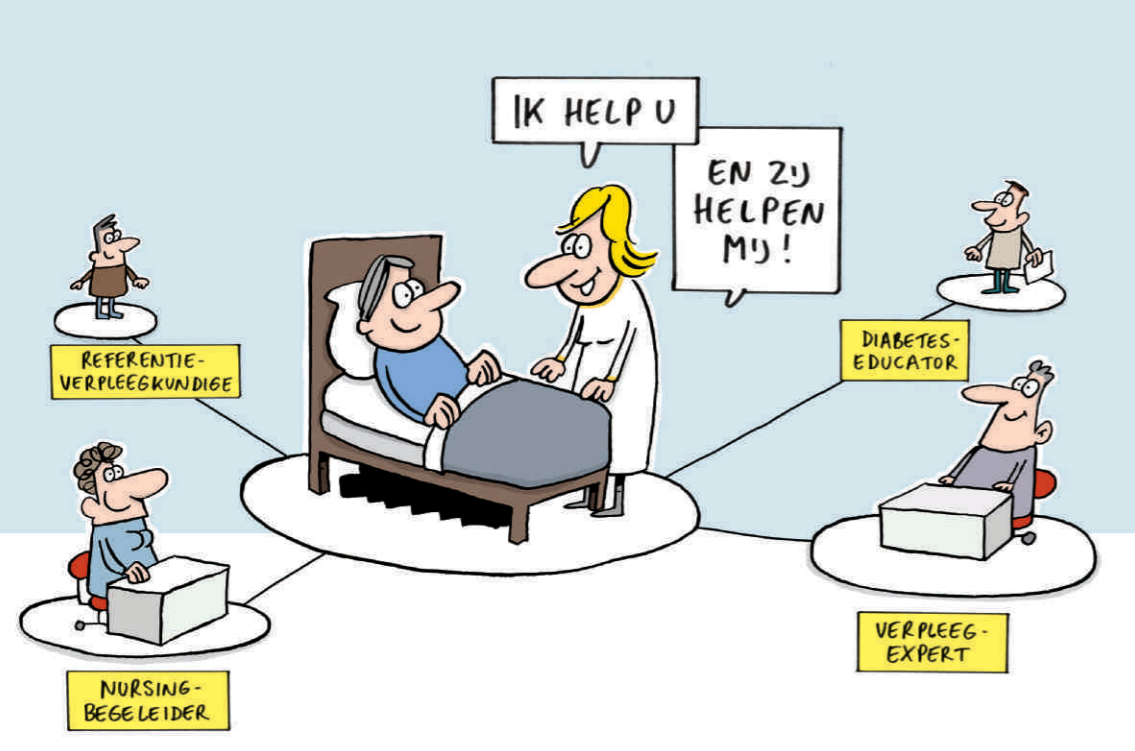 IK HELP U
EN ZIJ
HELPEN
MIJ!
REFERENTIE-
VERPLEEGKUNDIGE
DIABETES-
EDUCATOR
NURSING-
BEGELEIDER
VERPLEEG-
EXPERT